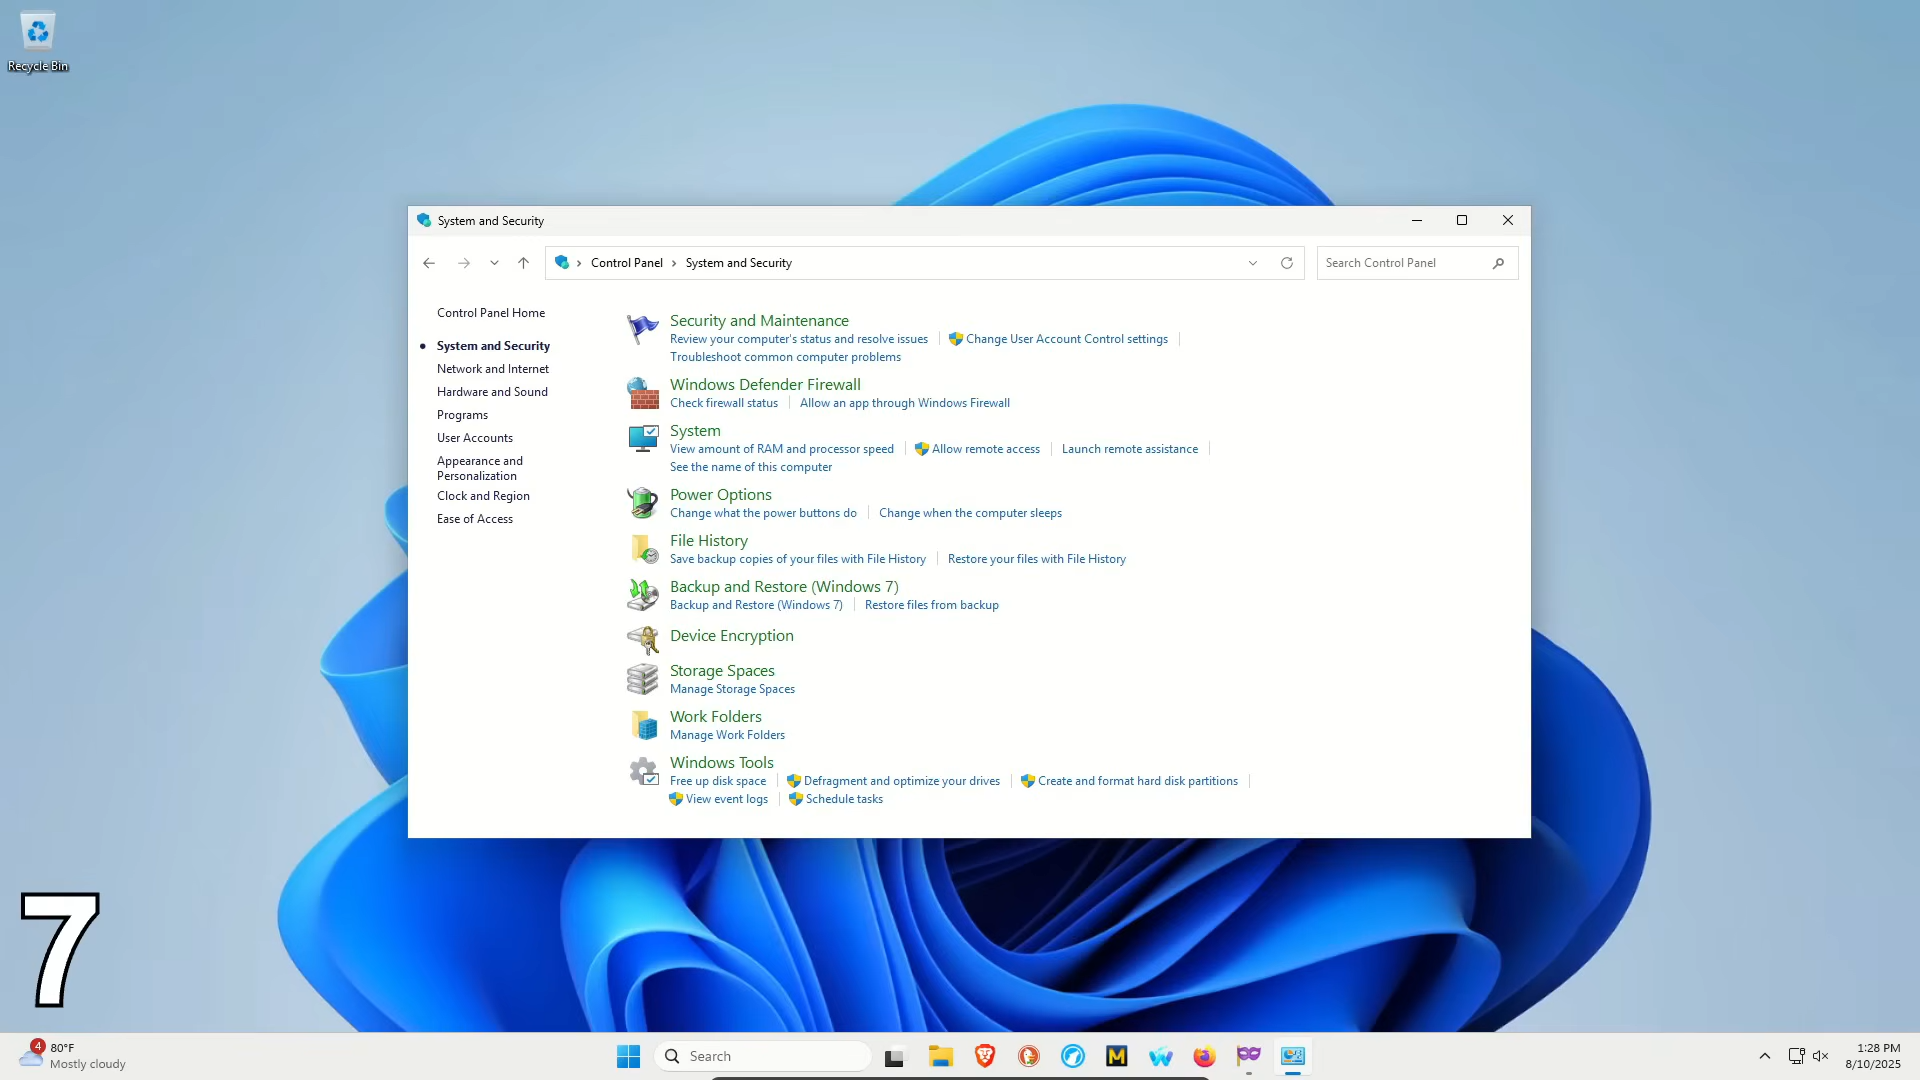 Recycle Bin
System and Security
Control Panel
System and Security
Search Control Panel
Control Panel Home
System and Security
Network and Internet
Hardware and Sound
Programs
User Accounts
Appearance and
Personalization
Clock and Region
Ease of Access
Security and Maintenance
Review your computer's status and resolve issues Change User Account Control settings
Troubleshoot common computer problems
Windows Defender Firewall
Check firewall status Allow an app through Windows Firewall
System
View amount of RAM and processor speed Allow remote access Launch remote assistance
See the name of this computer
Power Options
Change what the power buttons do Change when the computer sleeps
File History
Save backup copies of your files with File History Restore your files with File History
Backup and Restore (Windows 7)
Backup and Restore (Windows 7) Restore files from backup
Device Encryption
Storage Spaces
Manage Storage Spaces
Work Folders
Manage Work Folders
Windows Tools
Free up disk space Defragment and optimize your drives Create and format hard disk partitions
View event logs Schedule tasks
7
4
80°F
Mostly cloudy
Search
M
1:28 PM
8/10/2025